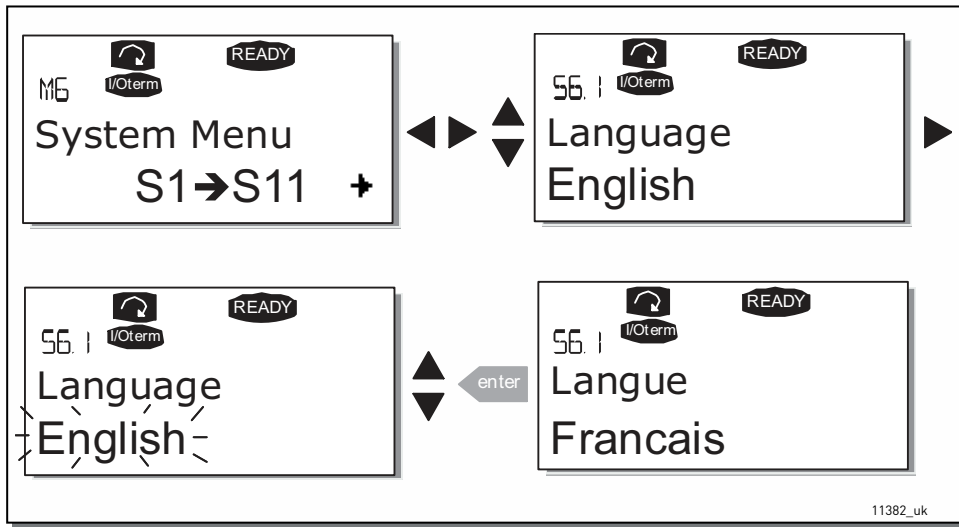 READY
M6 I/Oterm
System Menu
S1➔S11
READY
S6.1 I/Oterm
Language
English
READY
S6.1 I/Oterm
Language
English
enter
READY
S6.1 I/Oterm
Langue
Francais
11382_uk